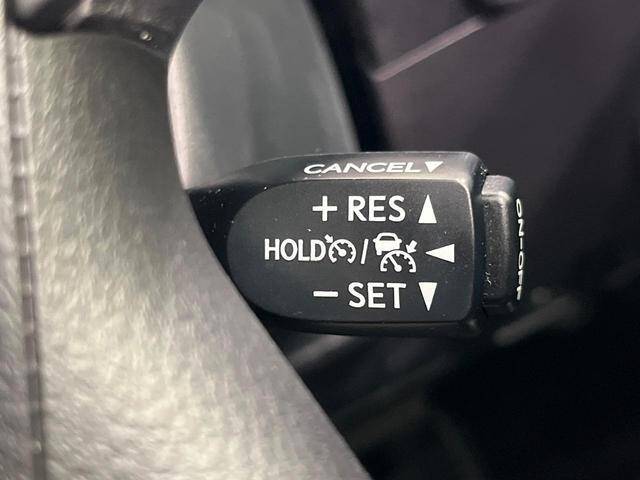 CANCEL▼
+ RES ▲
HOLD / ◀
− SET ▼
ON-OFF